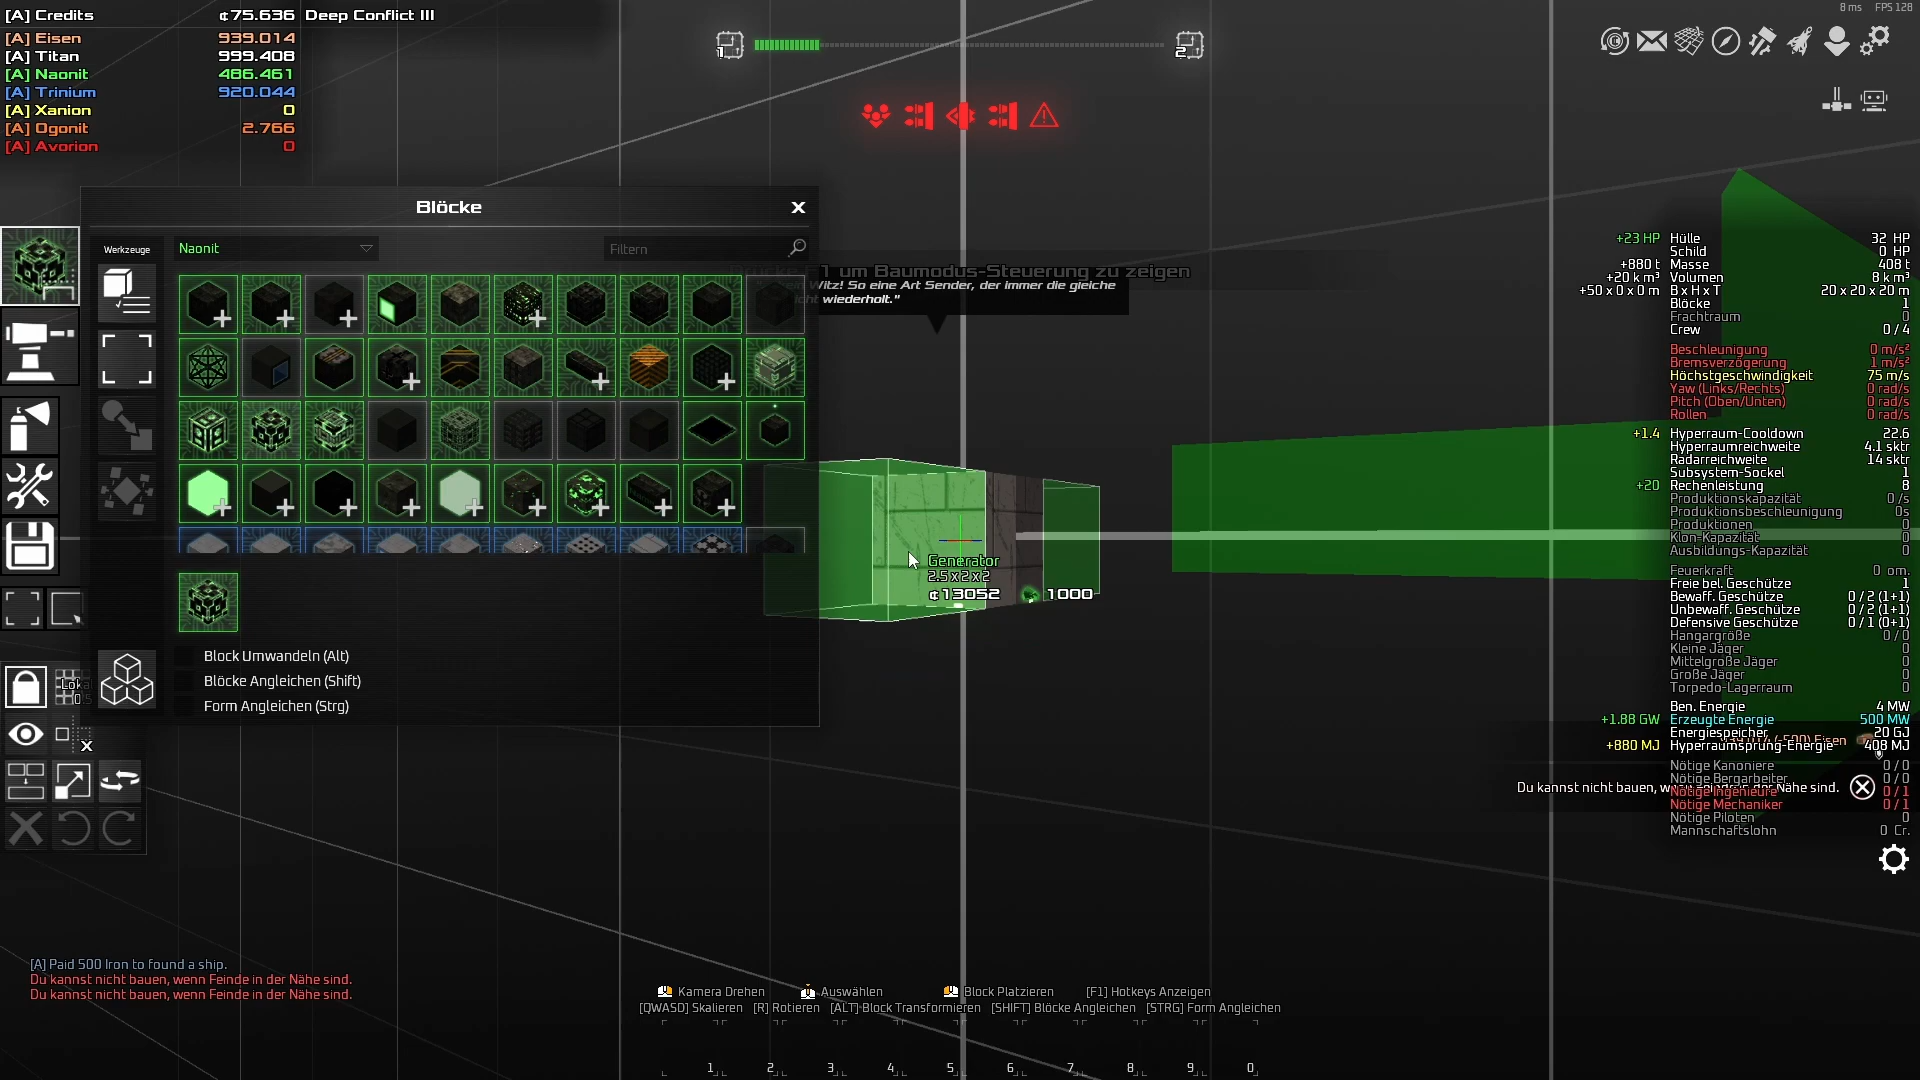 [A] Credits ¢75.636 Deep Conflict III
[A] Eisen 939.014
[A] Titan 999.408
[A] Naonit 486.461
[A] Trinium 920.044
[A] Xanion 0
[A] Ogonit 2.766
[A] Avorion 0
8 ms FPS 128
1
2
Blöcke
X
Werkzeuge
Naonit
Filtern
um Baumodus-Steuerung zu zeigen
Witz! So eine Art Sender, der immer die gleiche
wiederholt."
Generator
2.5 x 2 x 2
¢13052 1000
Block Umwandeln (Alt)
Blöcke Angleichen (Shift)
Form Angleichen (Strg)
X
+23 HP Hülle 32 HP
Schild 0 HP
+880 t Masse 408 t
+20 km³ Volumen 8 km³
+50 x 0 x 0 m B x H x T 20 x 20 x 20 m
Blöcke 1
Frachtraum 0
Crew 0 / 4
Beschleunigung 0 m/s²
Bremsverzögerung 1 m/s²
Höchstgeschwindigkeit 75 m/s
Yaw (Links/Rechts) 0 rad/s
Pitch (Oben/Unten) 0 rad/s
Rollen 0 rad/s
+1.4 Hyperraum-Cooldown 22.6
Hyperraumreichweite 4.1 sktr
Radarreichweite 14 sktr
Subsystem-Sockel 1
+20 Rechenleistung 8
Produktionskapazität 0 /s
Produktionsbeschleunigung 0s
Produktionen 0
Klon-Kapazität 0
Ausbildungs-Kapazität 0
Feuerkraft 0 om.
Freie bel. Geschütze 1
Bewaff. Geschütze 0 / 2 (1+1)
Unbewaff. Geschütze 0 / 2 (1+1)
Defensive Geschütze 0 / 1 (0+1)
Hangargröße 0 / 0
Kleine Jäger 0
Mittelgroße Jäger 0
Große Jäger 0
Torpedo-Lagerraum 0
Ben. Energie 4 MW
+1.88 GW Erzeugte Energie 500 MW
Energiespeicher 20 GJ
+880 MJ Hyperraumsprung-Energie 408 MJ
Nötige Kanoniere 0 / 0
Nötige Bergarbeiter 0 / 0
Nötige Ingenieure 0 / 1
Nötige Mechaniker 0 / 1
Nötige Piloten 0
Mannschaftslohn 0 Cr.
Eisen
Du kannst nicht bauen, Nähe sind.
[A] Paid 500 Iron to found a ship.
Du kannst nicht bauen, wenn Feinde in der Nähe sind.
Du kannst nicht bauen, wenn Feinde in der Nähe sind.
Kamera Drehen Auswählen Block Platzieren [F1] Hotkeys Anzeigen
[QWASD] Skalieren [R] Rotieren [ALT] Block Transformieren [SHIFT] Blöcke Angleichen [STRG] Form Angleichen
1 2 3 4 5 6 7 8 9 0